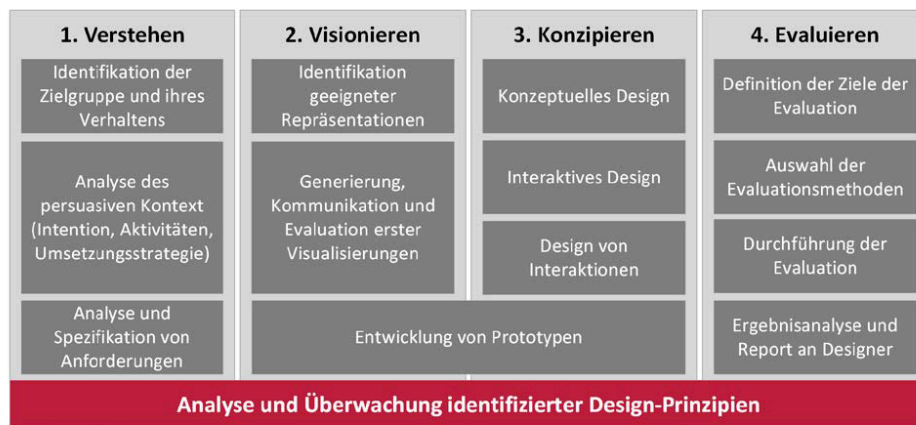 1. Verstehen
Identifikation der
Zielgruppe und ihres
Verhaltens
Analyse des
persuasiven Kontext
(Intention, Aktivitäten,
Umsetzungsstrategie)
Analyse und
Spezifikation von
Anforderungen
2. Visionieren
Identifikation
geeigneter
Repräsentationen
Generierung,
Kommunikation und
Evaluation erster
Visualisierungen
3. Konzipieren
Konzeptuelles Design
Interaktives Design
Design von
Interaktionen
Entwicklung von Prototypen
4. Evaluieren
Definition der Ziele der
Evaluation
Auswahl der
Evaluationsmethoden
Durchführung der
Evaluation
Ergebnisanalyse und
Report an Designer
Analyse und Überwachung identifizierter Design-Prinzipien